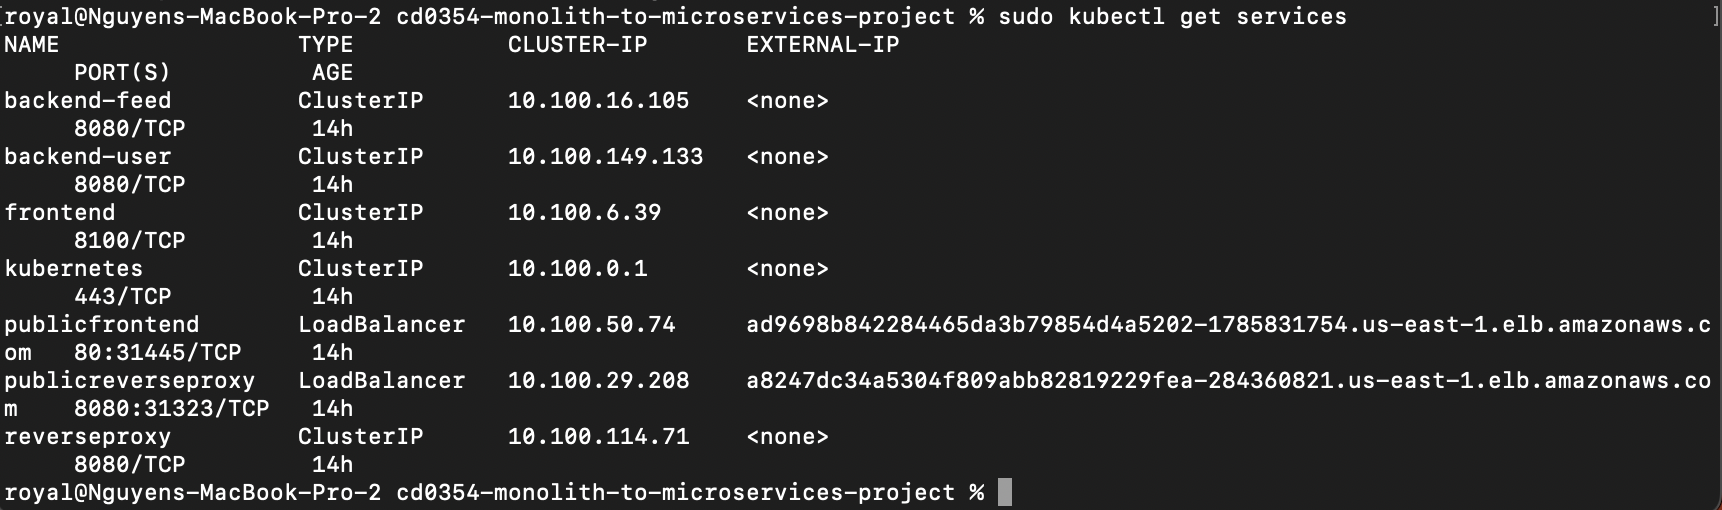 [royal@Nguyens-MacBook-Pro-2 cd0354-monolith-to-microservices-project % sudo kubectl get services ]
NAME TYPE CLUSTER-IP EXTERNAL-IP
PORT(S) AGE
backend-feed ClusterIP 10.100.16.105 <none>
8080/TCP 14h
backend-user ClusterIP 10.100.149.133 <none>
8080/TCP 14h
frontend ClusterIP 10.100.6.39 <none>
8100/TCP 14h
kubernetes ClusterIP 10.100.0.1 <none>
443/TCP 14h
publicfrontend LoadBalancer 10.100.50.74 ad9698b842284465da3b79854d4a5202-1785831754.us-east-1.elb.amazonaws.c
om 80:31445/TCP 14h
publicreverseproxy LoadBalancer 10.100.29.208 a8247dc34a5304f809abb82819229fea-284360821.us-east-1.elb.amazonaws.co
m 8080:31323/TCP 14h
reverseproxy ClusterIP 10.100.114.71 <none>
8080/TCP 14h
royal@Nguyens-MacBook-Pro-2 cd0354-monolith-to-microservices-project %